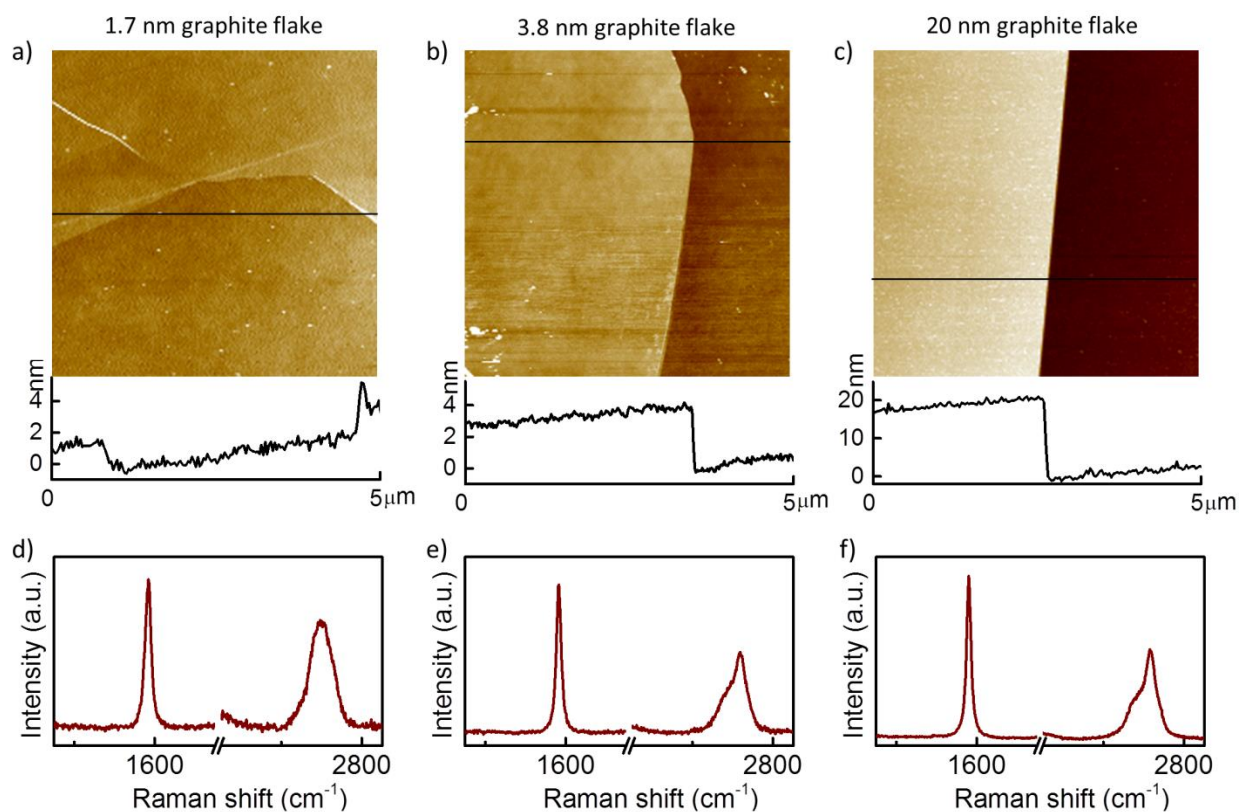 1.7 nm graphite flake
3.8 nm graphite flake
20 nm graphite flake
a)
b)
c)
nm
4
2
0
0
5μm
nm
4
2
0
0
5μm
nm
20
10
0
0
5μm
d)
e)
f)
Intensity (a.u.)
1600
2800
Raman shift (cm⁻¹)
Intensity (a.u.)
1600
2800
Raman shift (cm⁻¹)
Intensity (a.u.)
1600
2800
Raman shift (cm⁻¹)